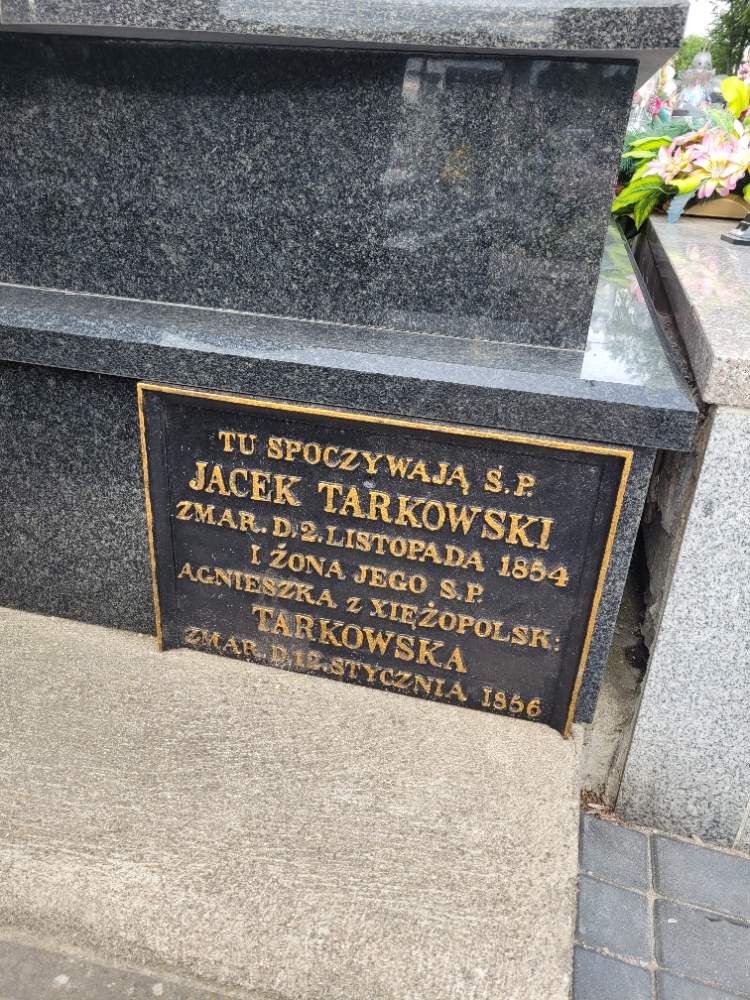 TU SPOCZYWAJĄ Ś.P.
JACEK TARKOWSKI
ZMAR. D. 2. LISTOPADA 1854
I ŻONA JEGO Ś.P.
AGNIESZKA z XIĘŻOPOLSK:
TARKOWSKA
ZMAR. D. 12. STYCZNIA 1856